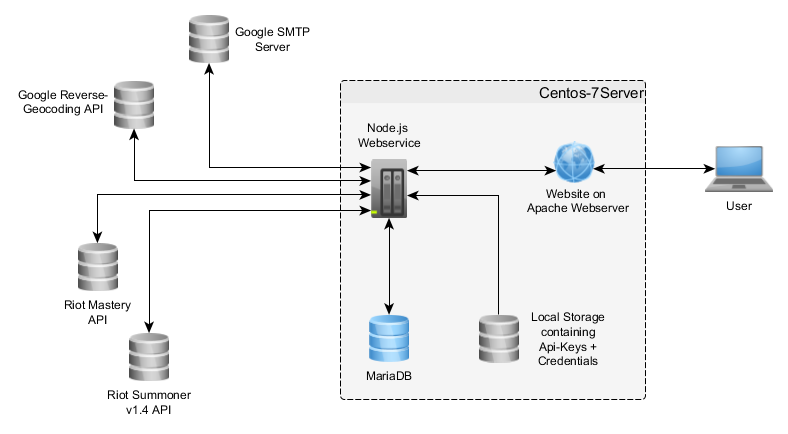 Google SMTP
Server
Google Reverse-
Geocoding API
Centos-7Server
Node.js
Webservice
Website on
Apache Webserver
User
Riot Mastery
API
Local Storage
containing
Api-Keys +
Credentials
MariaDB
Riot Summoner
v1.4 API